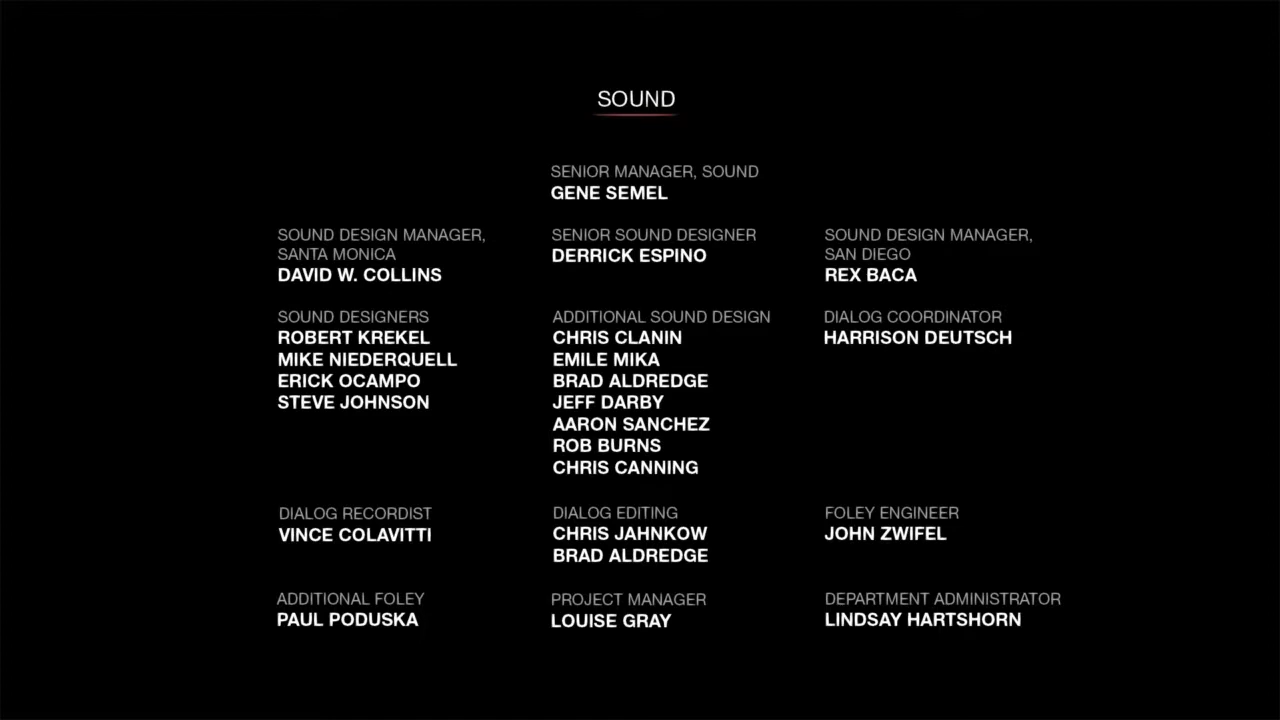 SOUND
SENIOR MANAGER, SOUND
GENE SEMEL
SOUND DESIGN MANAGER,
SANTA MONICA
DAVID W. COLLINS
SENIOR SOUND DESIGNER
DERRICK ESPINO
SOUND DESIGN MANAGER,
SAN DIEGO
REX BACA
SOUND DESIGNERS
ROBERT KREKEL
MIKE NIEDERQUELL
ERICK OCAMPO
STEVE JOHNSON
ADDITIONAL SOUND DESIGN
CHRIS CLANIN
EMILE MIKA
BRAD ALDREDGE
JEFF DARBY
AARON SANCHEZ
ROB BURNS
CHRIS CANNING
DIALOG COORDINATOR
HARRISON DEUTSCH
DIALOG RECORDIST
VINCE COLAVITTI
DIALOG EDITING
CHRIS JAHNKOW
BRAD ALDREDGE
FOLEY ENGINEER
JOHN ZWIFEL
ADDITIONAL FOLEY
PAUL PODUSKA
PROJECT MANAGER
LOUISE GRAY
DEPARTMENT ADMINISTRATOR
LINDSAY HARTSHORN